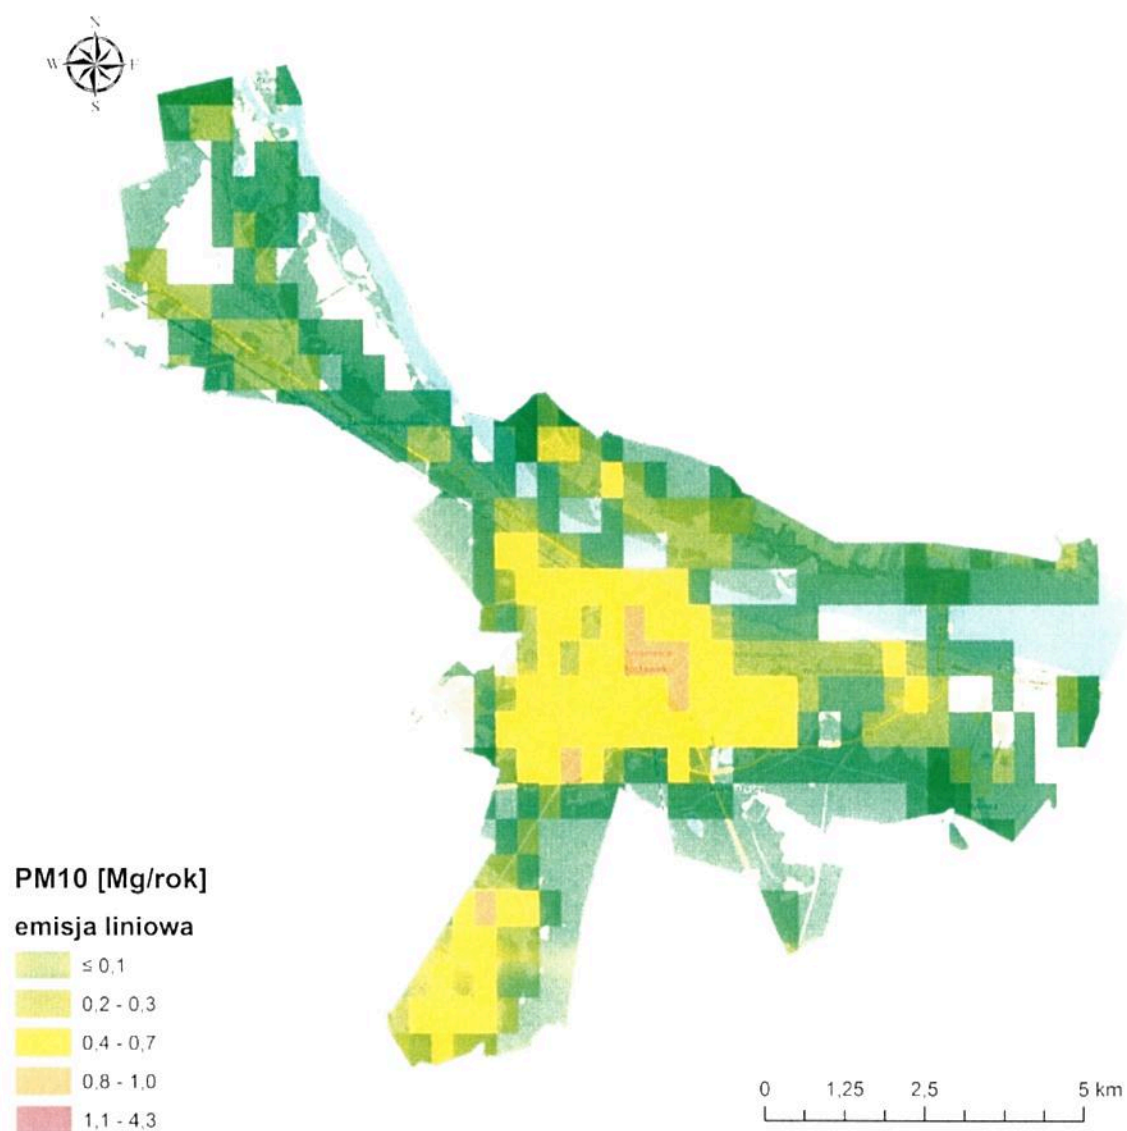 N
W E
S
PM10 [Mg/rok]
emisja liniowa
≤ 0,1
0,2 - 0,3
0,4 - 0,7
0,8 - 1,0
1,1 - 4,3
0 1,25 2,5 5 km